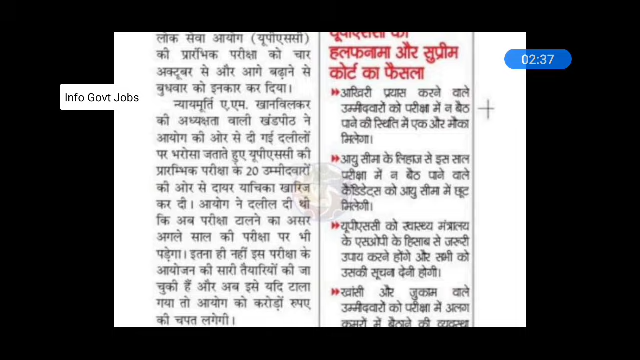 लोक सेवा आयोग (यूपीएससी)
की प्रारंभिक परीक्षा को चार
अक्टूबर से और आगे बढ़ाने से
बुधवार को इनकार कर दिया।
न्यायमूर्ति ए.एम. खानविलकर
की अध्यक्षता वाली खंडपीठ ने
आयोग की ओर से दी गई दलीलों
पर भरोसा जताते हुए यूपीएससी की
प्रारम्भिक परीक्षा के 20 उम्मीदवारों
की ओर से दायर याचिका खारिज
कर दी। आयोग ने दलील दी थी
कि अब परीक्षा टालने का असर
अगले साल की परीक्षा पर भी
पड़ेगा। इतना ही नहीं इस परीक्षा के
आयोजन की सारी तैयारियों की जा
चुकी हैं और अब इसे यदि टाला
गया तो आयोग को करोड़ों रुपए
की चपत लगेगी।
यूपीएससी का
हलफनामा और सुप्रीम
कोर्ट का फैसला
आखिरी प्रयास करने वाले
उम्मीदवारों को परीक्षा में न बैठ
पाने की स्थिति में एक और मौका
मिलेगा।
आयु सीमा के लिहाज से इस साल
परीक्षा में न बैठ पाने वाले
कैंडिडेट्स को आयु सीमा में छूट
मिलेगी।
यूपीएससी को स्वास्थ्य मंत्रालय
के एसओपी के हिसाब से जरूरी
उपाय करने होंगे और सभी को
उसकी सूचना देनी होगी।
खांसी और जुकाम वाले
उम्मीदवारों को परीक्षा में अलग
कमरों में बैठाने की व्यवस्था
Info Govt Jobs
02:37